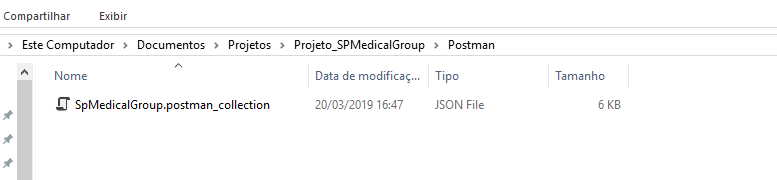 Compartilhar Exibir
Este Computador Documentos Projetos Projeto_SPMedicalGroup Postman
Nome Data de modificaç... Tipo Tamanho
SpMedicalGroup.postman_collection 20/03/2019 16:47 JSON File 6 KB